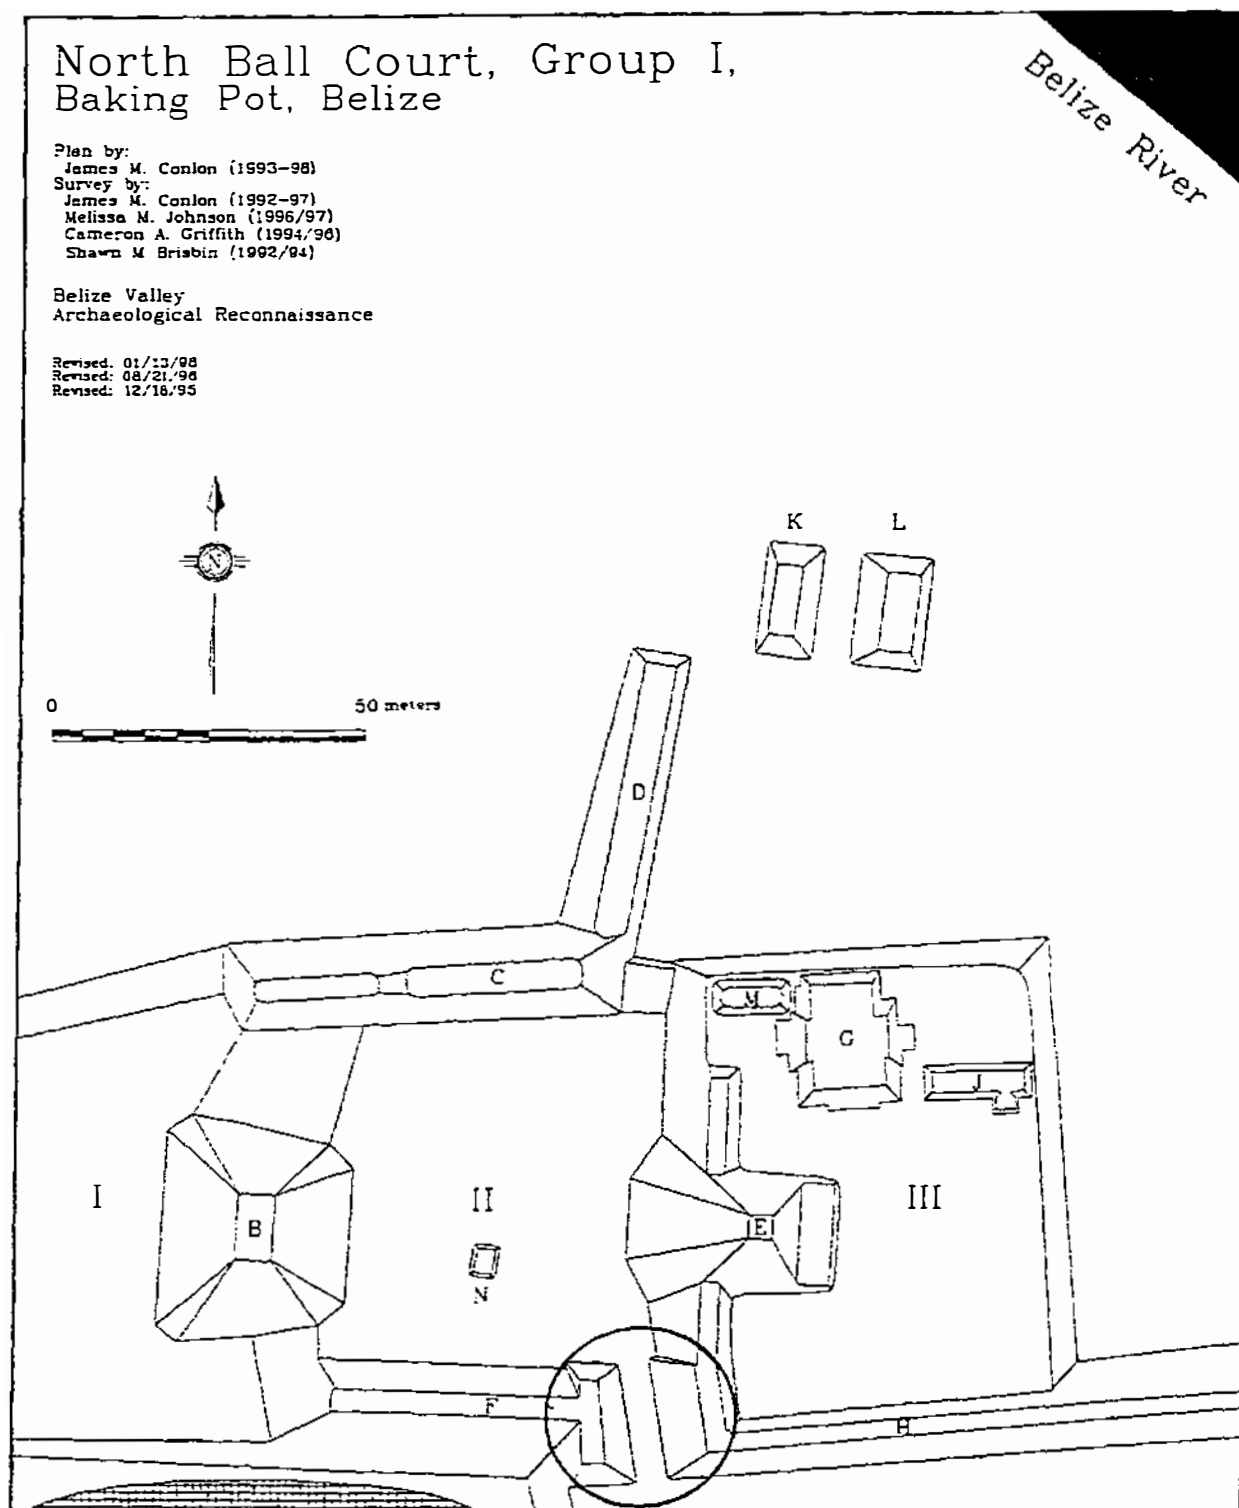 North Ball Court, Group I,
Baking Pot, Belize
Plan by:
James M. Conlon (1993-98)
Survey by:
James M. Conlon (1992-97)
Melissa M. Johnson (1996/97)
Cameron A. Griffith (1994/96)
Shawn M Brisbin (1992/94)
Belize Valley
Archaeological Reconnaissance
Revised. 01/13/98
Revised: 08/21/96
Revised: 12/18/95
Belize River
N
0 50 meters
K L
D
C
M
G
J
I II III
B E
N
F
H